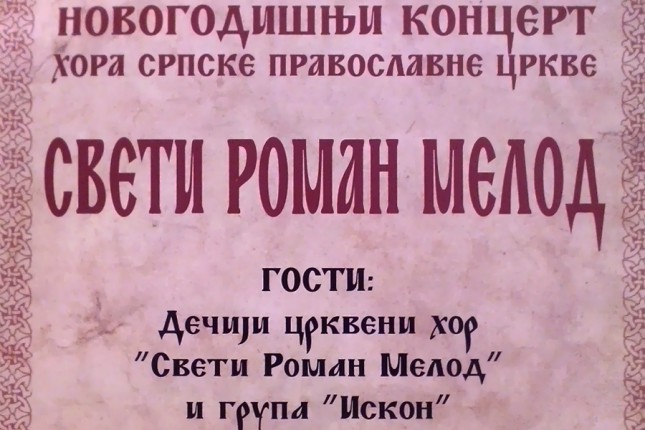 НОВОГОДИШЊИ КОНЦЕРТ
ХОРА СРПСКЕ ПРАВОСЛАВНЕ ЦРКВЕ
СВЕТИ РОМАН МЕЛОД
ГОСТИ:
Дечији црквени хор
"Свети Роман Мелод"
и група "Искон"